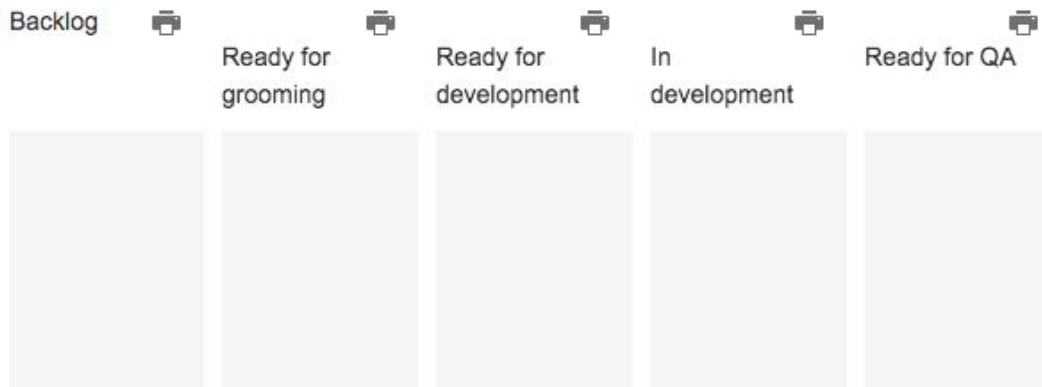 Backlog
Ready for
grooming
Ready for
development
In
development
Ready for QA